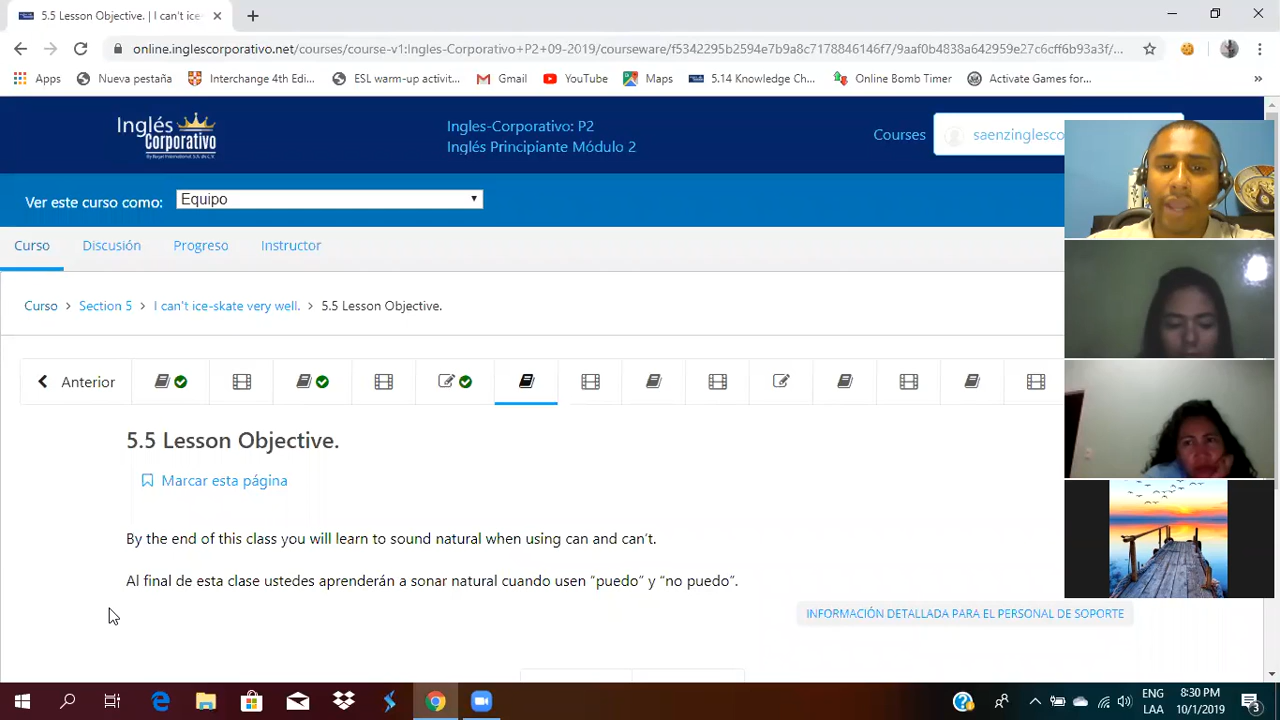 5.5 Lesson Objective. | I can't ice-
online.inglescorporativo.net/courses/course-v1:Ingles-Corporativo+P2+09-2019/courseware/f5342295b2594e7b9a8c7178846146f7/9aaf0b4838a642959e27c6cff6b93a3f/...
Apps Nueva pestaña Interchange 4th Edi... ESL warm-up activit... Gmail YouTube Maps 5.14 Knowledge Ch... Online Bomb Timer Activate Games for... »
Inglés Corporativo
Ingles-Corporativo: P2
Inglés Principiante Módulo 2
Courses
saenzinglesco
Ver este curso como: Equipo
Curso Discusión Progreso Instructor
Curso > Section 5 > I can't ice-skate very well. > 5.5 Lesson Objective.
Anterior
5.5 Lesson Objective.
Marcar esta página
By the end of this class you will learn to sound natural when using can and can't.
Al final de esta clase ustedes aprenderán a sonar natural cuando usen “puedo” y “no puedo”.
INFORMACIÓN DETALLADA PARA EL PERSONAL DE SOPORTE
ENG 8:30 PM
LAA 10/1/2019 3